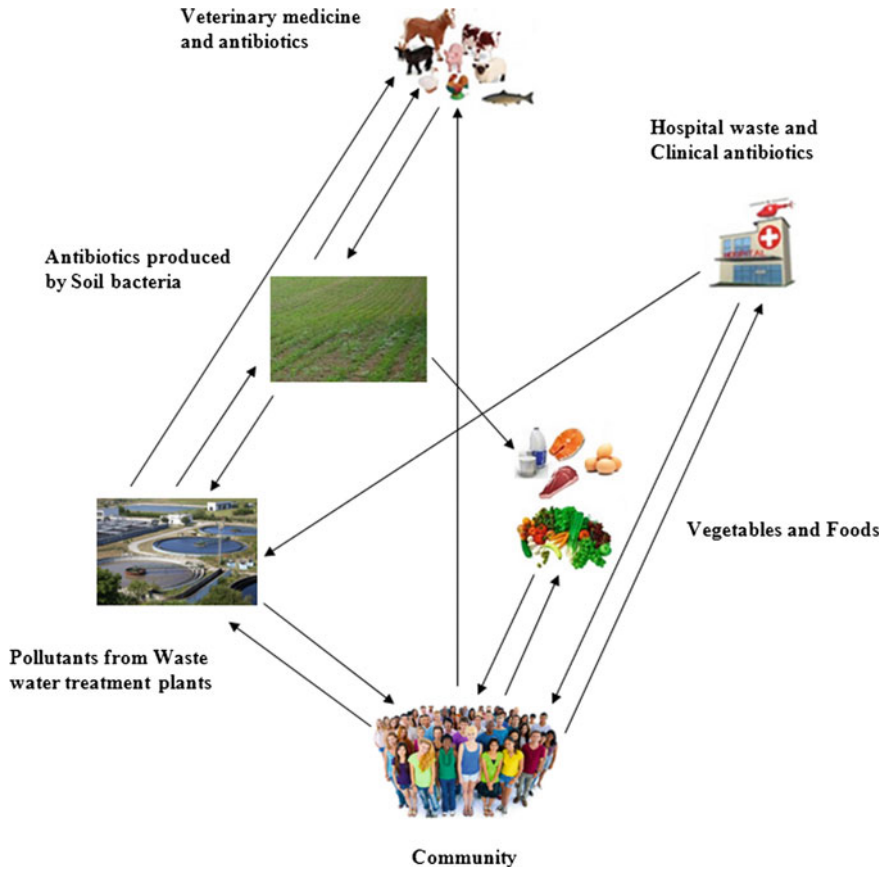 Veterinary medicine
and antibiotics
Hospital waste and
Clinical antibiotics
HOSPITAL
Antibiotics produced
by Soil bacteria
Vegetables and Foods
Pollutants from Waste
water treatment plants
Community